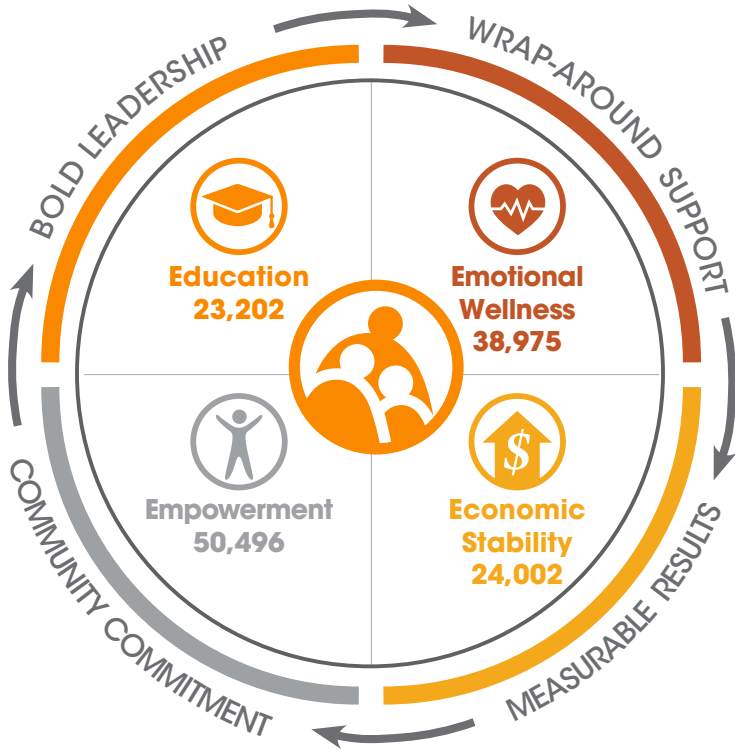 BOLD LEADERSHIP
WRAP-AROUND SUPPORT
Education
23,202
Emotional
Wellness
38,975
Empowerment
50,496
$
Economic
Stability
24,002
COMMUNITY COMMITMENT
MEASURABLE RESULTS